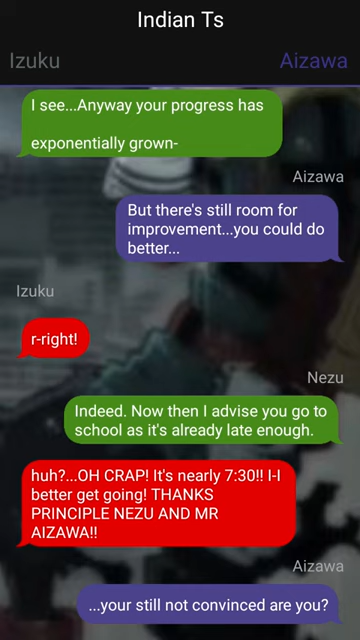 Indian Ts
Izuku
Aizawa
I see...Anyway your progress has
exponentially grown-
Aizawa
But there's still room for
improvement...you could do
better...
Izuku
r-right!
Nezu
Indeed. Now then I advise you go to
school as it's already late enough.
huh?...OH CRAP! It's nearly 7:30!! I-I
better get going! THANKS
PRINCIPLE NEZU AND MR
AIZAWA!!
Aizawa
...your still not convinced are you?